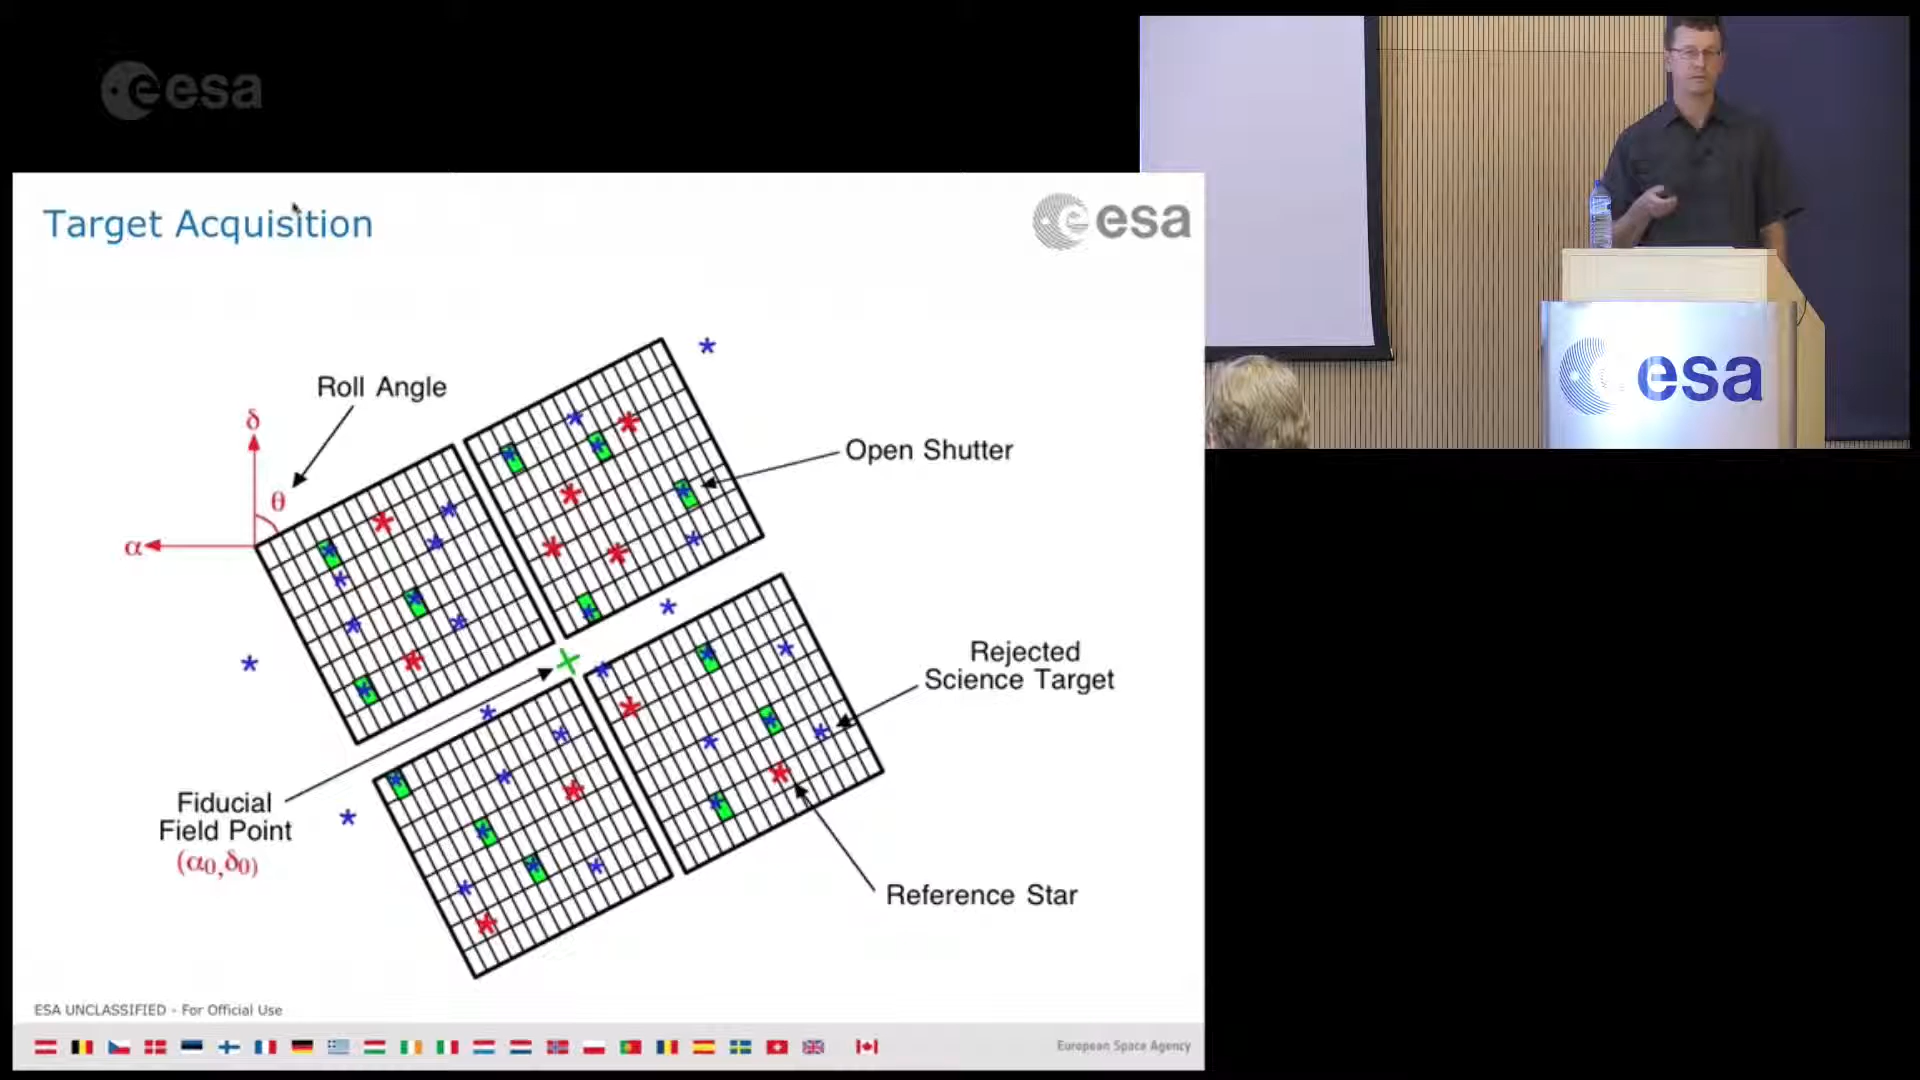 esa
Target Acquisition
esa
Roll Angle
δ
θ
α
Open Shutter
Rejected
Science Target
Fiducial
Field Point
(α0,δ0)
Reference Star
ESA UNCLASSIFIED - For Official Use
European Space Agency
esa